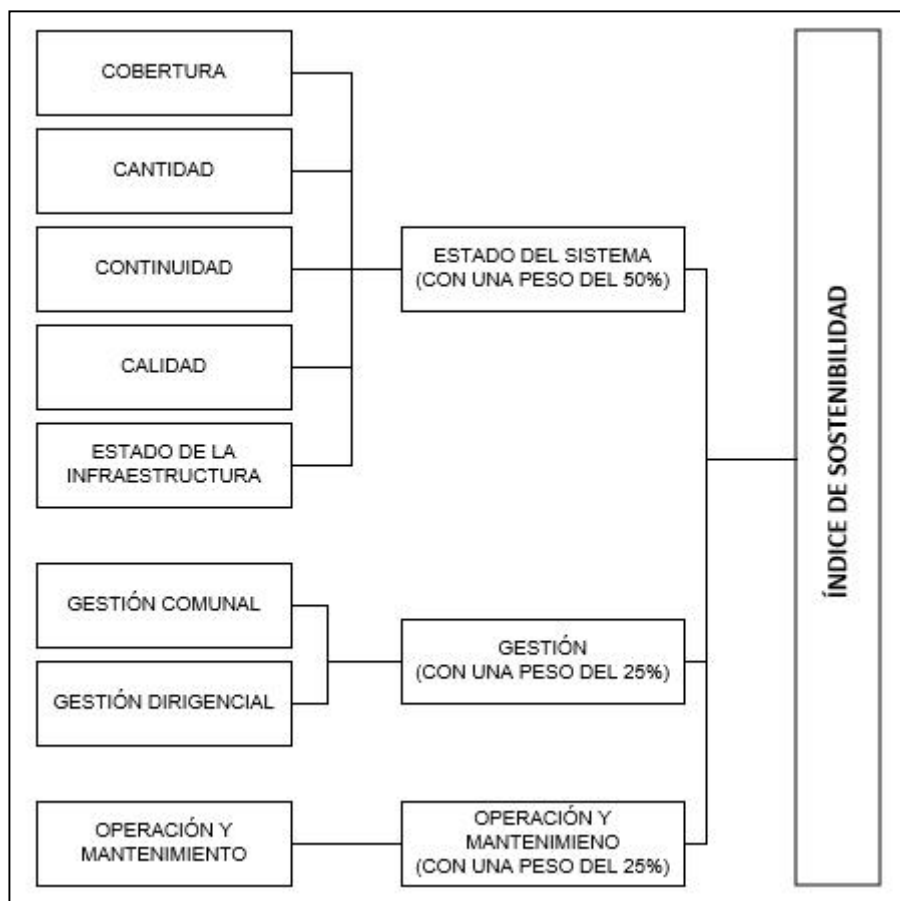 COBERTURA
CANTIDAD
CONTINUIDAD
CALIDAD
ESTADO DE LA
INFRAESTRUCTURA
GESTIÓN COMUNAL
GESTIÓN DIRIGENCIAL
OPERACIÓN Y
MANTENIMIENTO
ESTADO DEL SISTEMA
(CON UNA PESO DEL 50%)
GESTIÓN
(CON UNA PESO DEL 25%)
OPERACIÓN Y
MANTENIMIENO
(CON UNA PESO DEL 25%)
ÍNDICE DE SOSTENIBILIDAD